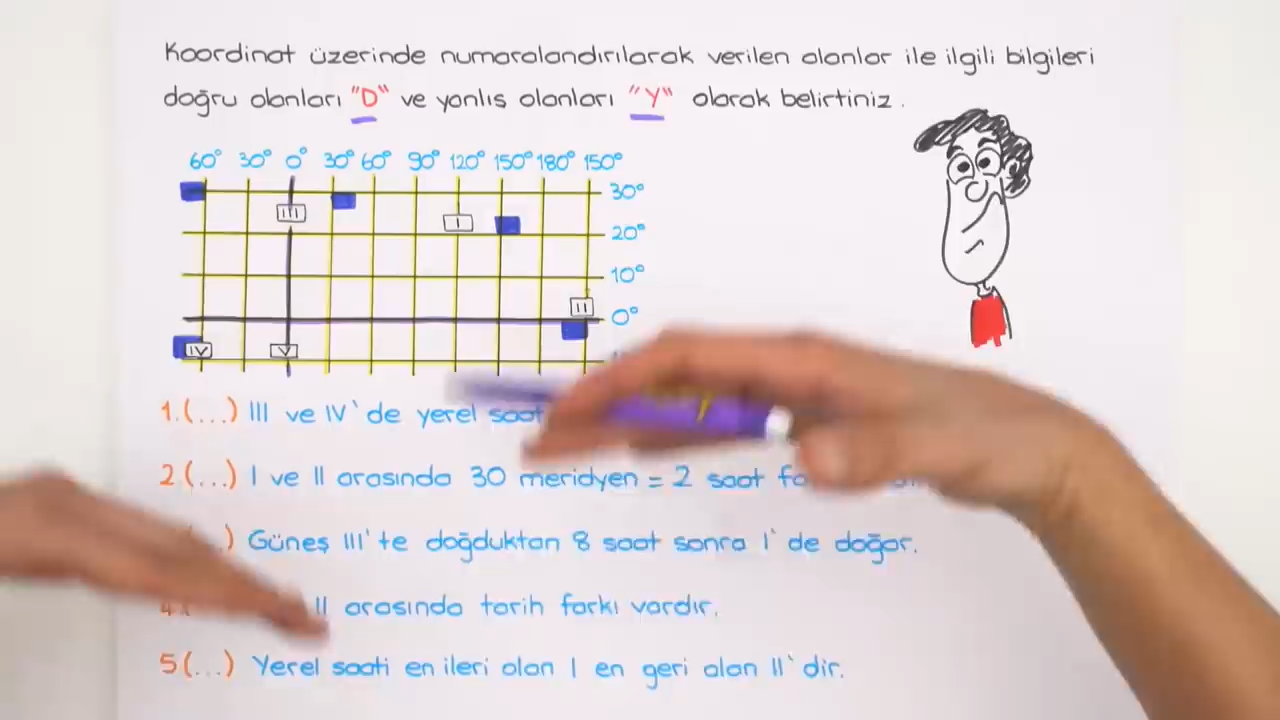 Koordinat üzerinde numaralandırılarak verilen alanlar ile ilgili bilgileri
doğru olanları "D" ve yanlış olanları "Y" olarak belirtiniz.
60° 30° 0° 30° 60° 90° 120° 150° 180° 150°
30°
III
I
20°
10°
II
0°
IV
V
1.(...) III ve IV'de yerel saat
2 (...) I ve II arasında 30 meridyen = 2 saat
) Güneş III'te doğduktan 8 saat sonra I'de doğar.
4. II arasında tarih farkı vardır.
5 (...) Yerel saati en ileri olan I en geri olan II'dir.